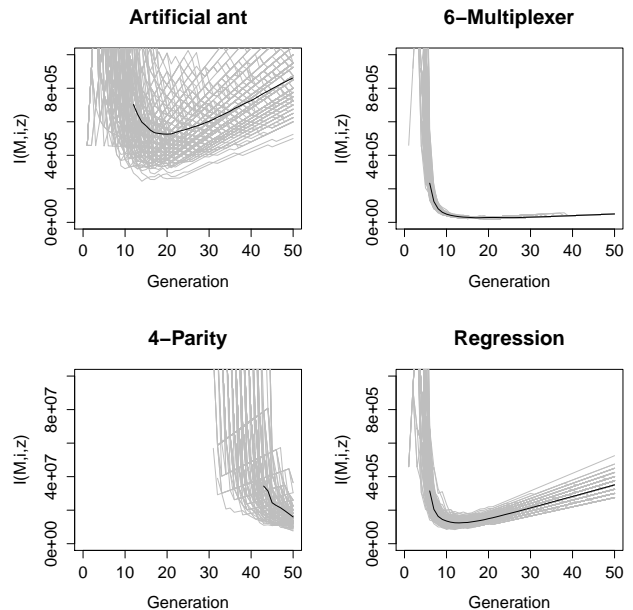 Artificial ant
I(M,i,z)
0e+00 4e+05 8e+05
0 10 20 30 40 50
Generation
6−Multiplexer
I(M,i,z)
0e+00 4e+05 8e+05
0 10 20 30 40 50
Generation
4−Parity
I(M,i,z)
0e+00 4e+07 8e+07
0 10 20 30 40 50
Generation
Regression
I(M,i,z)
0e+00 4e+05 8e+05
0 10 20 30 40 50
Generation